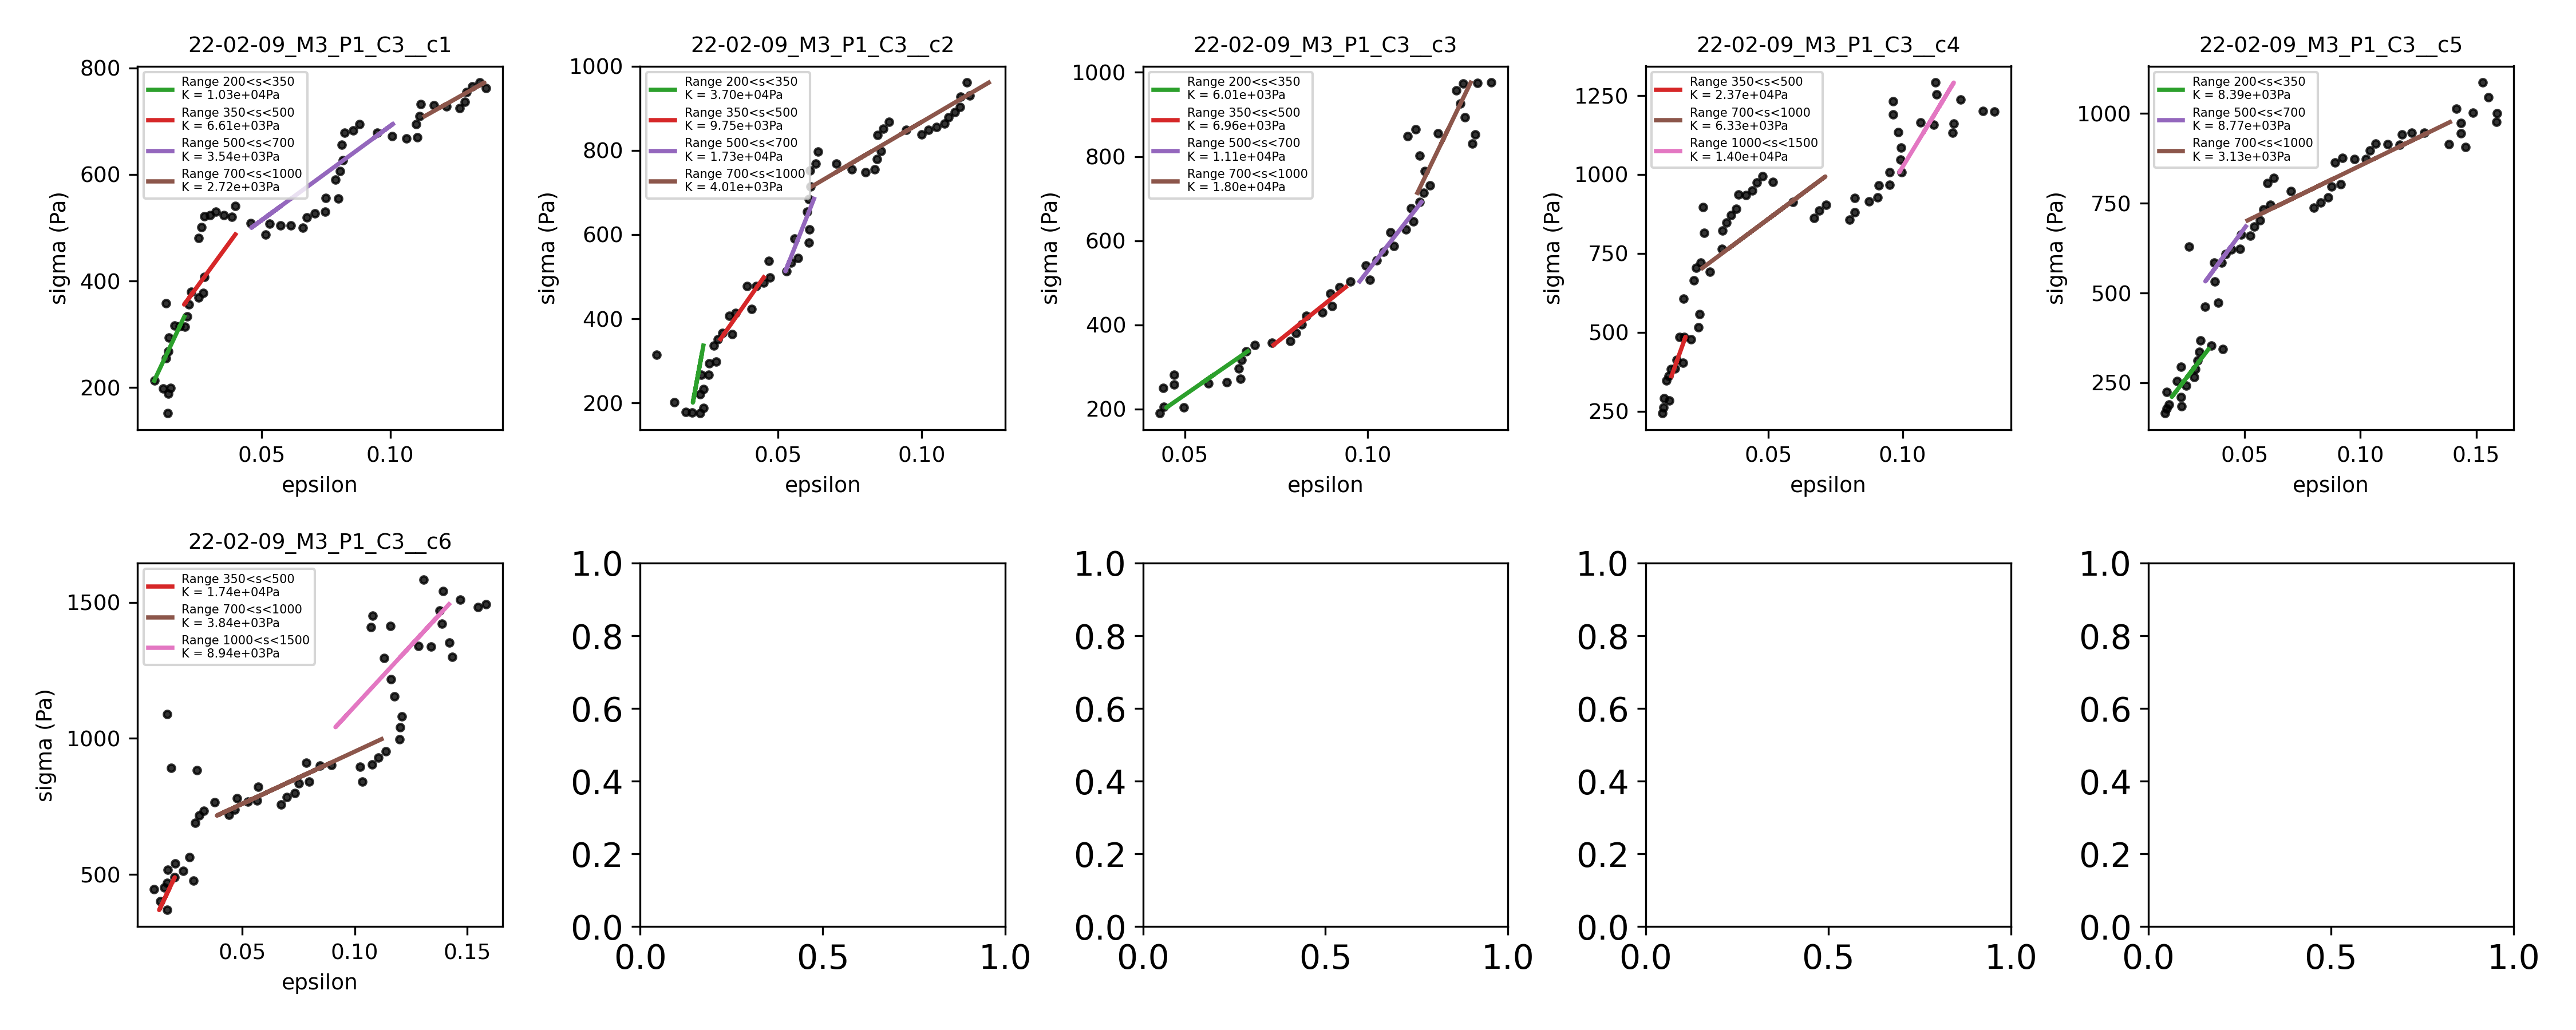 22-02-09_M3_P1_C3__c1
800
600
400
200
sigma (Pa)
Range 200<s<350
K = 1.03e+04Pa
Range 350<s<500
K = 6.61e+03Pa
Range 500<s<700
K = 3.54e+03Pa
Range 700<s<1000
K = 2.72e+03Pa
0.05
0.10
epsilon
22-02-09_M3_P1_C3__c2
1000
800
600
400
200
sigma (Pa)
Range 200<s<350
K = 3.70e+04Pa
Range 350<s<500
K = 9.75e+03Pa
Range 500<s<700
K = 1.73e+04Pa
Range 700<s<1000
K = 4.01e+03Pa
0.05
0.10
epsilon
22-02-09_M3_P1_C3__c3
1000
800
600
400
200
sigma (Pa)
Range 200<s<350
K = 6.01e+03Pa
Range 350<s<500
K = 6.96e+03Pa
Range 500<s<700
K = 1.11e+04Pa
Range 700<s<1000
K = 1.80e+04Pa
0.05
0.10
epsilon
22-02-09_M3_P1_C3__c4
1250
1000
750
500
250
sigma (Pa)
Range 350<s<500
K = 2.37e+04Pa
Range 700<s<1000
K = 6.33e+03Pa
Range 1000<s<1500
K = 1.40e+04Pa
0.05
0.10
epsilon
22-02-09_M3_P1_C3__c5
1000
750
500
250
sigma (Pa)
Range 200<s<350
K = 8.39e+03Pa
Range 500<s<700
K = 8.77e+03Pa
Range 700<s<1000
K = 3.13e+03Pa
0.05
0.10
0.15
epsilon
22-02-09_M3_P1_C3__c6
1500
1000
500
sigma (Pa)
Range 350<s<500
K = 1.74e+04Pa
Range 700<s<1000
K = 3.84e+03Pa
Range 1000<s<1500
K = 8.94e+03Pa
0.05
0.10
0.15
epsilon
1.0
0.8
0.6
0.4
0.2
0.0
0.0
0.5
1.0
1.0
0.8
0.6
0.4
0.2
0.0
0.0
0.5
1.0
1.0
0.8
0.6
0.4
0.2
0.0
0.0
0.5
1.0
1.0
0.8
0.6
0.4
0.2
0.0
0.0
0.5
1.0